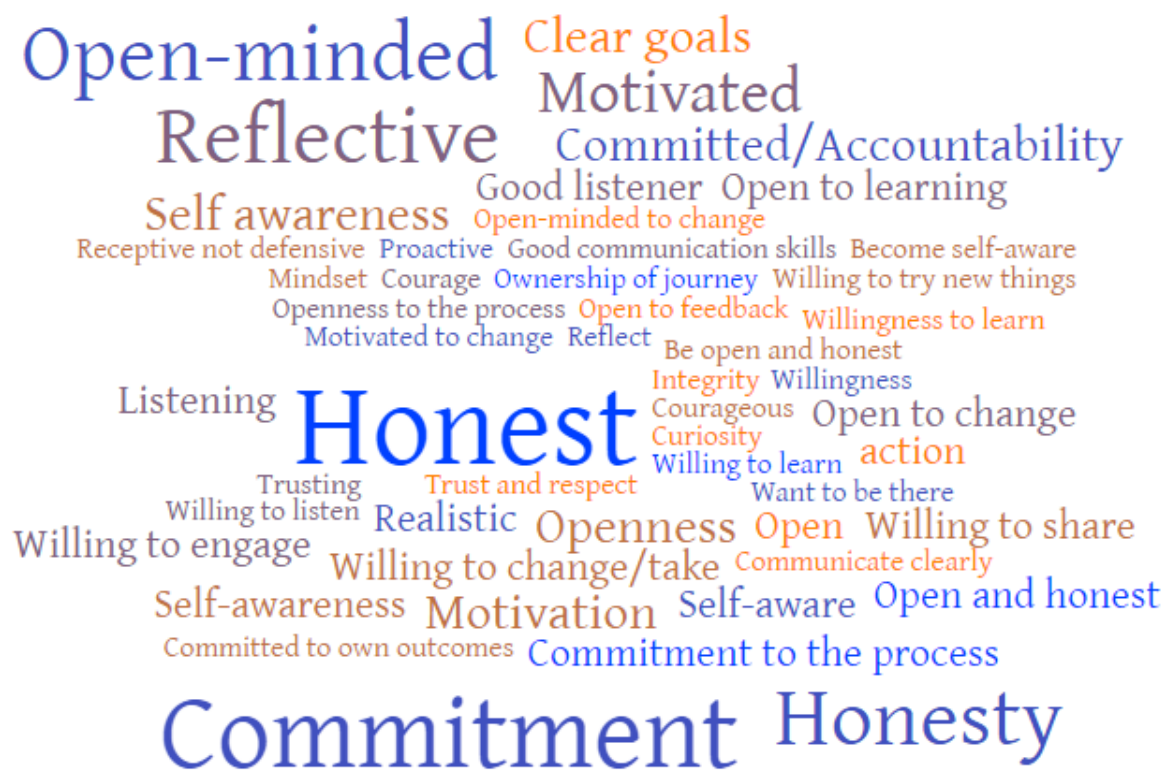 Open-minded Clear goals
Motivated
Reflective Committed/Accountability
Good listener Open to learning
Self awareness Open-minded to change
Receptive not defensive Proactive Good communication skills Become self-aware
Mindset Courage Ownership of journey Willing to try new things
Openness to the process Open to feedback Willingness to learn
Motivated to change Reflect
Be open and honest
Integrity Willingness
Listening Honest Courageous Open to change
Curiosity action
Willing to learn
Trusting Trust and respect Want to be there
Willing to listen Realistic Openness Open Willing to share
Willing to engage
Willing to change/take Communicate clearly
Self-awareness Motivation Self-aware Open and honest
Committed to own outcomes Commitment to the process
Commitment Honesty